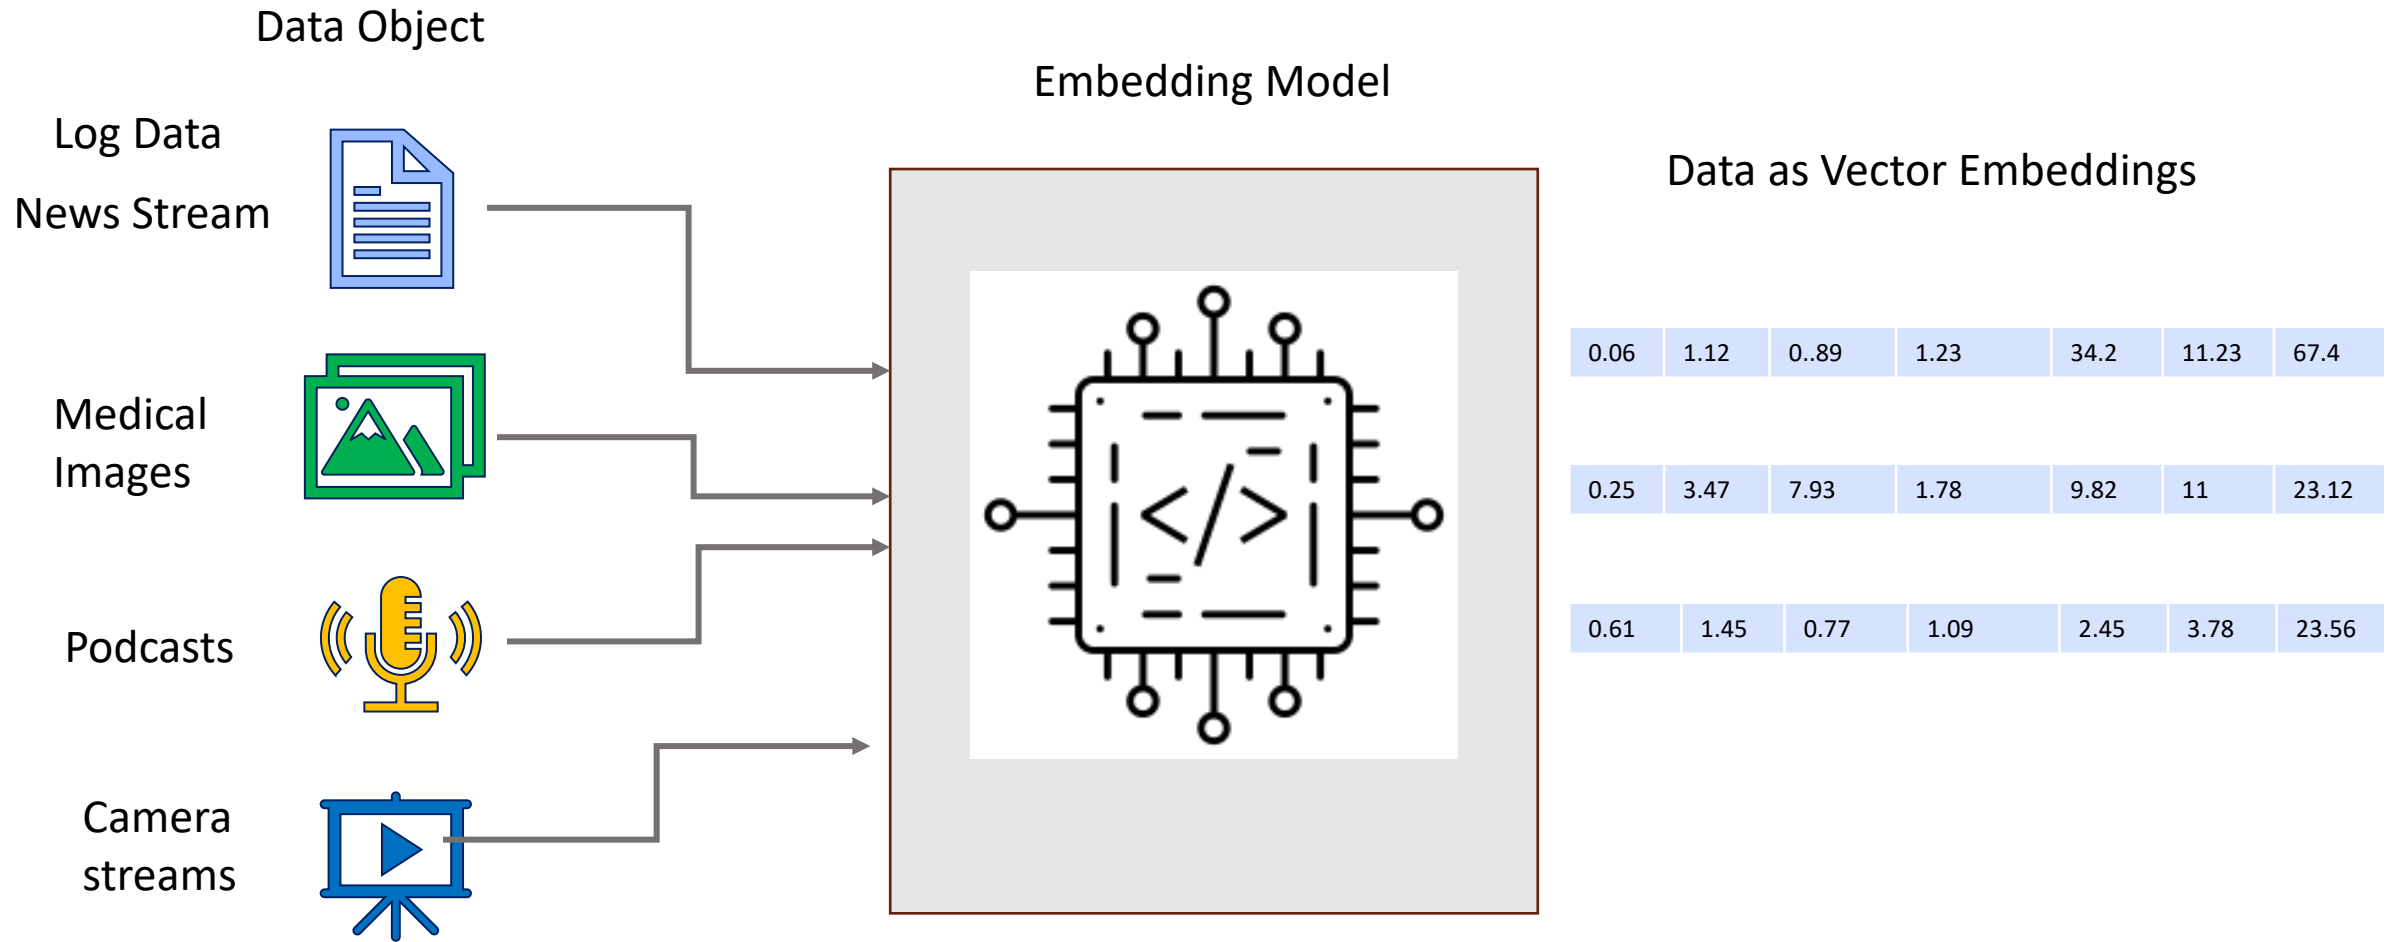 Data Object
Embedding Model
Data as Vector Embeddings
Log Data
News Stream
Medical
Images
Podcasts
Camera
streams
</>
0.06 1.12 0..89 1.23 34.2 11.23 67.4
0.25 3.47 7.93 1.78 9.82 11 23.12
0.61 1.45 0.77 1.09 2.45 3.78 23.56